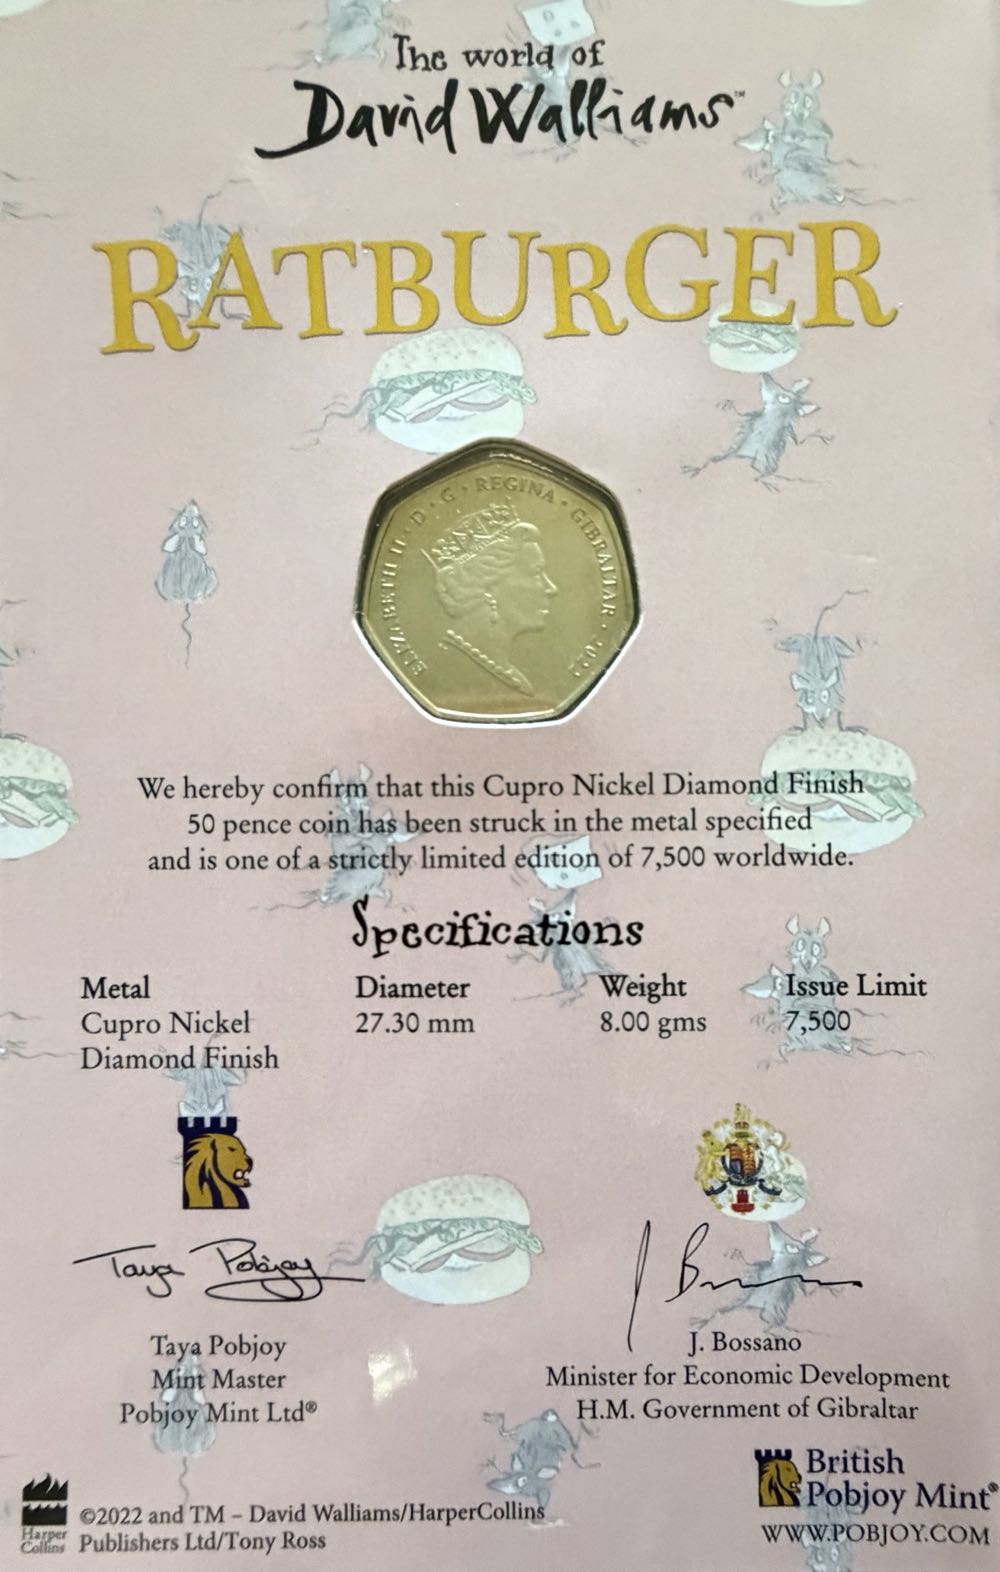 The world of
David Walliams™
RATBURGER
ELIZABETH II · D · G · REGINA · GIBRALTAR · 2022
We hereby confirm that this Cupro Nickel Diamond Finish
50 pence coin has been struck in the metal specified
and is one of a strictly limited edition of 7,500 worldwide.
Specifications
Metal Diameter Weight Issue Limit
Cupro Nickel 27.30 mm 8.00 gms 7,500
Diamond Finish
Taya Pobjoy
J. Bossano
Taya Pobjoy
Minister for Economic Development
Mint Master
H.M. Government of Gibraltar
Pobjoy Mint Ltd®
British
Pobjoy Mint®
WWW.POBJOY.COM
Harper
Collins
©2022 and TM – David Walliams/HarperCollins
Publishers Ltd/Tony Ross